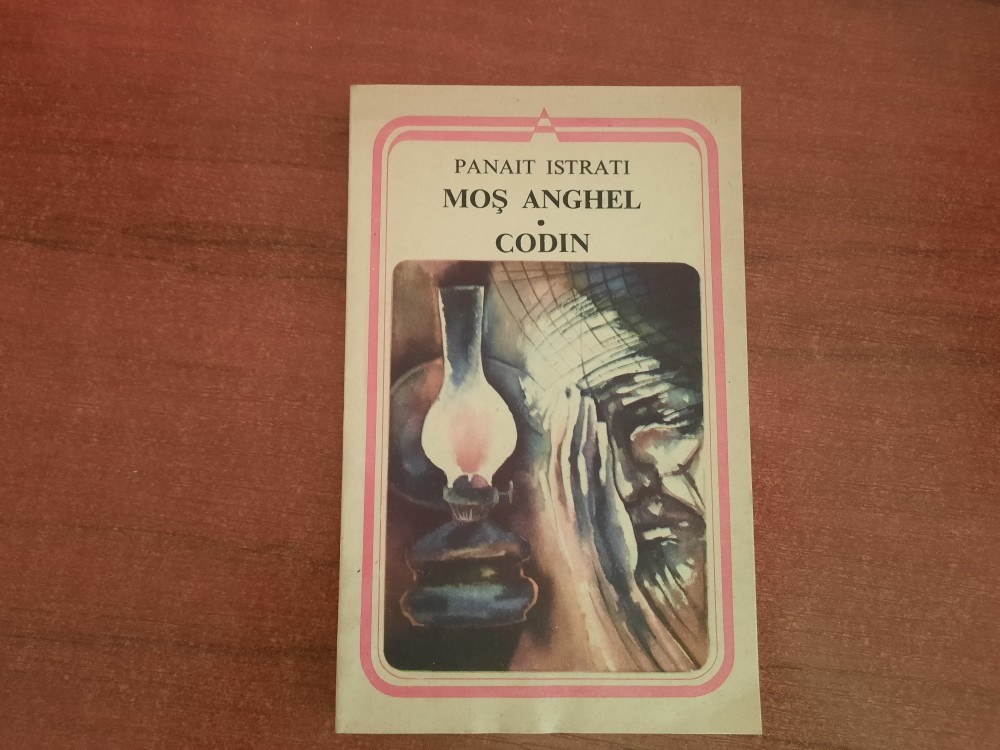 PANAIT ISTRATI
MOŞ ANGHEL
•
CODIN